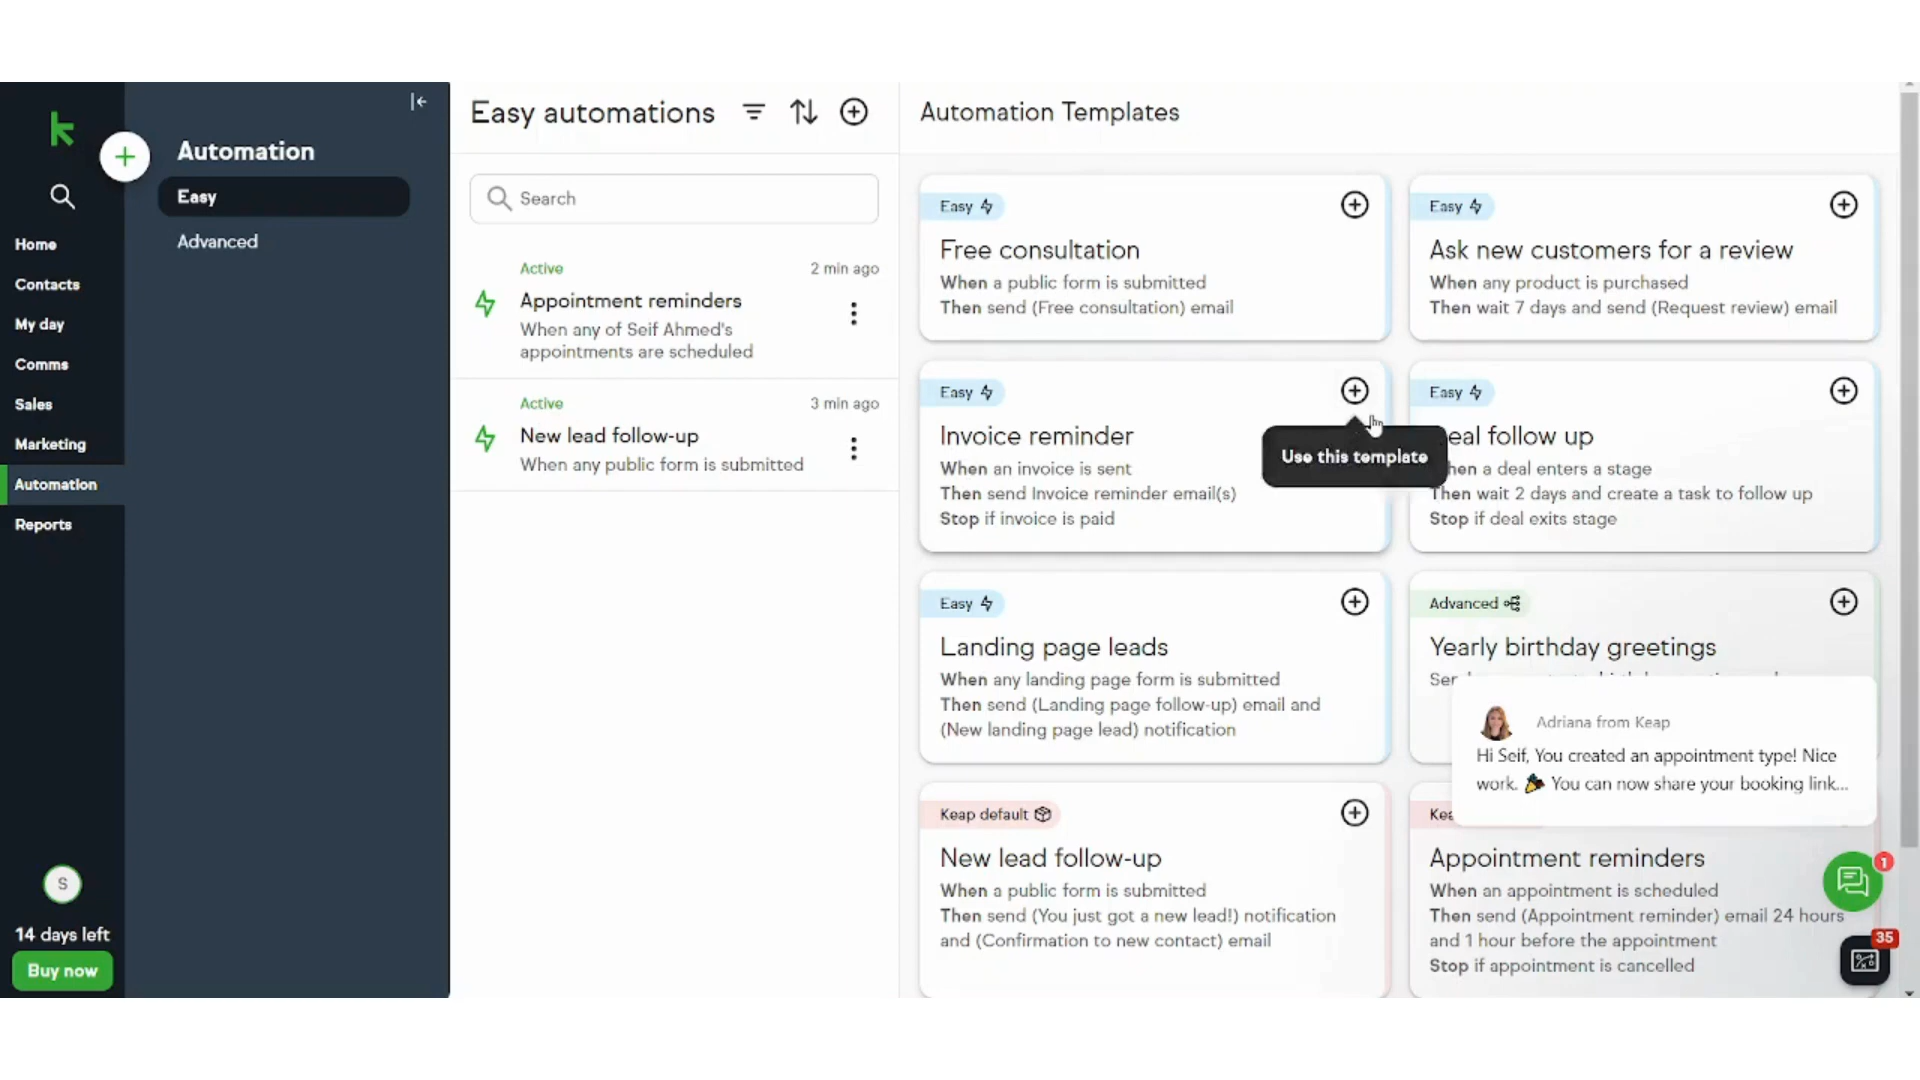 Automation
Easy
Advanced
Home
Contacts
My day
Comms
Sales
Marketing
Automation
Reports
S
14 days left
Buy now
Easy automations
Search
Active
2 min ago
Appointment reminders
When any of Seif Ahmed's
appointments are scheduled
Active
3 min ago
New lead follow-up
When any public form is submitted
Automation Templates
Easy
Free consultation
When a public form is submitted
Then send (Free consultation) email
Easy
Ask new customers for a review
When any product is purchased
Then wait 7 days and send (Request review) email
Easy
Invoice reminder
When an invoice is sent
Then send Invoice reminder email(s)
Stop if invoice is paid
Use this template
Easy
eal follow up
hen a deal enters a stage
Then wait 2 days and create a task to follow up
Stop if deal exits stage
Easy
Landing page leads
When any landing page form is submitted
Then send (Landing page follow-up) email and
(New landing page lead) notification
Advanced
Yearly birthday greetings
Adriana from Keap
Hi Seif, You created an appointment type! Nice
work. 🎉 You can now share your booking link...
Keap default
New lead follow-up
When a public form is submitted
Then send (You just got a new lead!) notification
and (Confirmation to new contact) email
Appointment reminders
When an appointment is scheduled
Then send (Appointment reminder) email 24 hours
and 1 hour before the appointment
Stop if appointment is cancelled
1
35